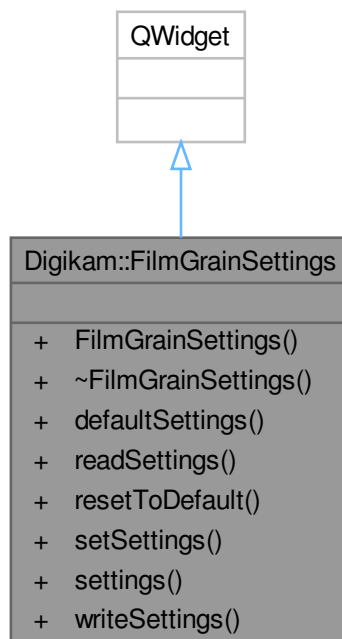 QWidget
Digikam::FilmGrainSettings
+ FilmGrainSettings()
+ ~FilmGrainSettings()
+ defaultSettings()
+ readSettings()
+ resetToDefault()
+ setSettings()
+ settings()
+ writeSettings()